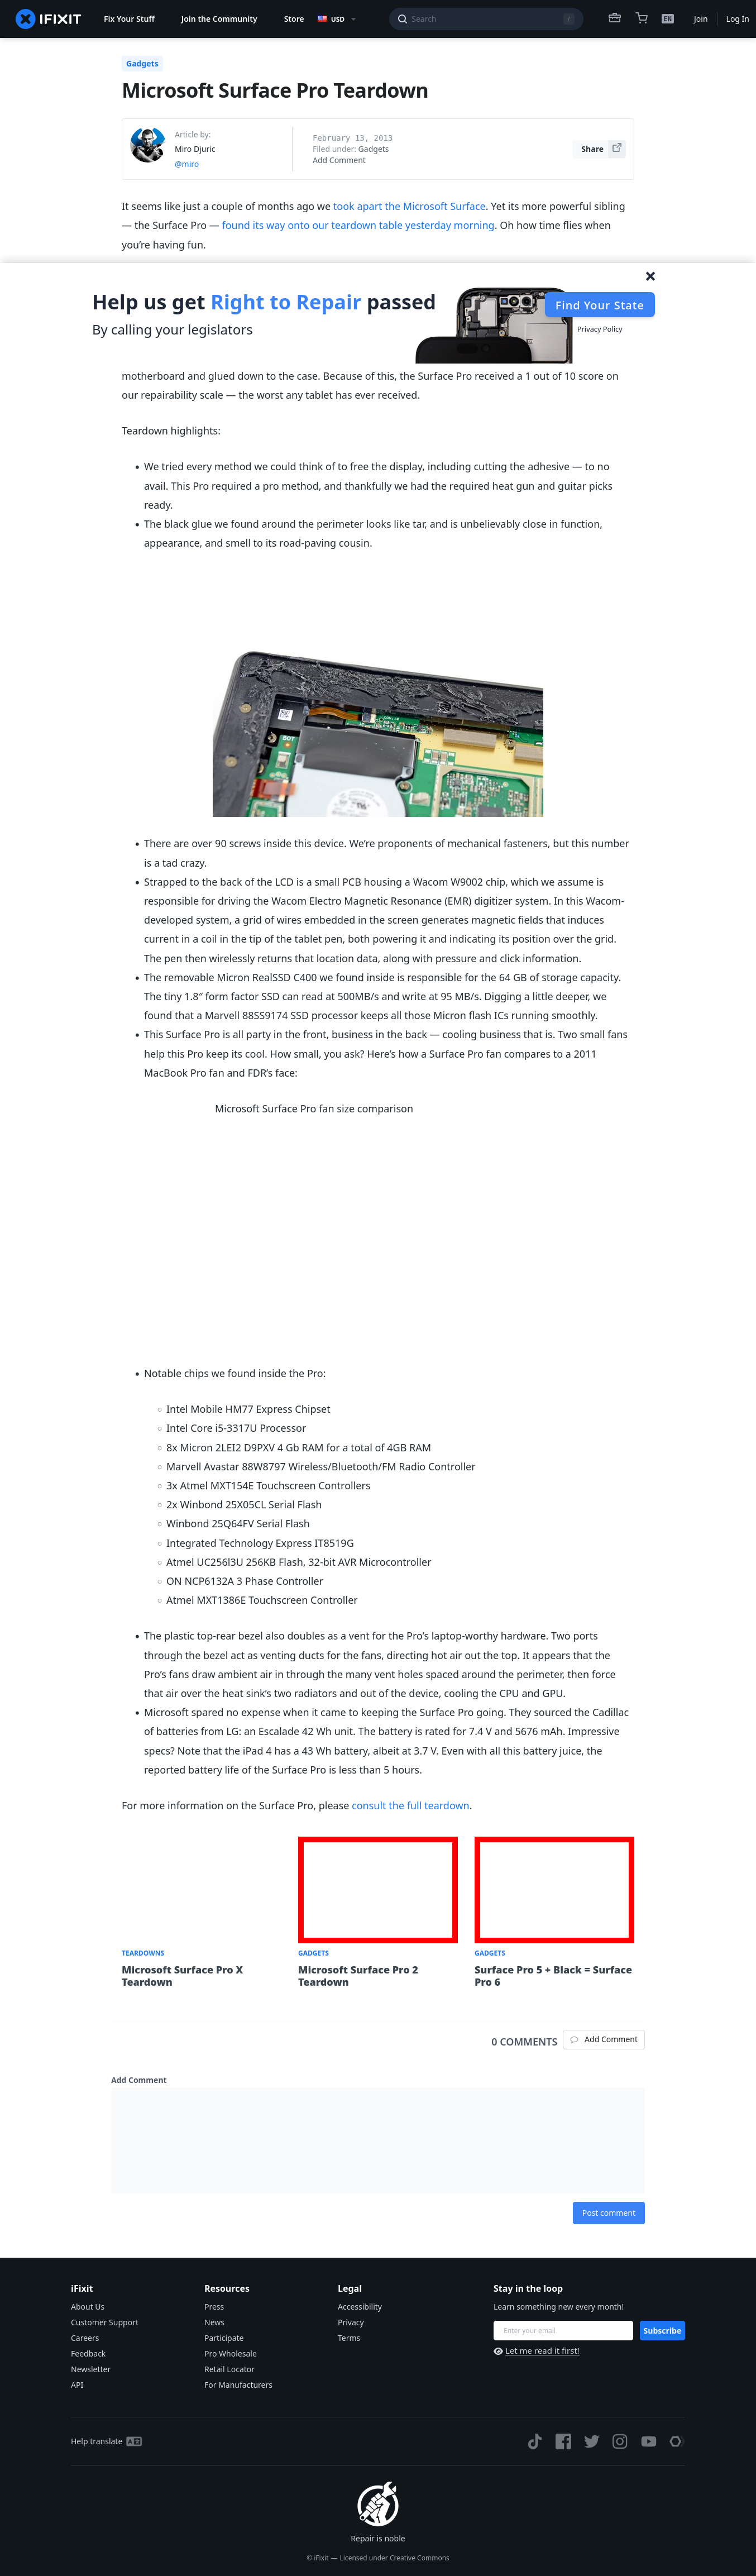 IFIXIT
Fix Your Stuff
Join the Community
Store
USD
Search
/
EN
Join
Log In
Gadgets
Microsoft Surface Pro Teardown
Article by:
Miro Djuric
@miro
February 13, 2013
Filed under: Gadgets
Add Comment
Share
It seems like just a couple of months ago we took apart the Microsoft Surface. Yet its more powerful sibling
— the Surface Pro — found its way onto our teardown table yesterday morning. Oh how time flies when
you’re having fun.
Help us get Right to Repair passed
By calling your legislators
Find Your State
Privacy Policy
motherboard and glued down to the case. Because of this, the Surface Pro received a 1 out of 10 score on
our repairability scale — the worst any tablet has ever received.
Teardown highlights:
We tried every method we could think of to free the display, including cutting the adhesive — to no
avail. This Pro required a pro method, and thankfully we had the required heat gun and guitar picks
ready.
The black glue we found around the perimeter looks like tar, and is unbelievably close in function,
appearance, and smell to its road-paving cousin.
BOT
There are over 90 screws inside this device. We’re proponents of mechanical fasteners, but this number
is a tad crazy.
Strapped to the back of the LCD is a small PCB housing a Wacom W9002 chip, which we assume is
responsible for driving the Wacom Electro Magnetic Resonance (EMR) digitizer system. In this Wacom-
developed system, a grid of wires embedded in the screen generates magnetic fields that induces
current in a coil in the tip of the tablet pen, both powering it and indicating its position over the grid.
The pen then wirelessly returns that location data, along with pressure and click information.
The removable Micron RealSSD C400 we found inside is responsible for the 64 GB of storage capacity.
The tiny 1.8″ form factor SSD can read at 500MB/s and write at 95 MB/s. Digging a little deeper, we
found that a Marvell 88SS9174 SSD processor keeps all those Micron flash ICs running smoothly.
This Surface Pro is all party in the front, business in the back — cooling business that is. Two small fans
help this Pro keep its cool. How small, you ask? Here’s how a Surface Pro fan compares to a 2011
MacBook Pro fan and FDR’s face:
Microsoft Surface Pro fan size comparison
Notable chips we found inside the Pro:
Intel Mobile HM77 Express Chipset
Intel Core i5-3317U Processor
8x Micron 2LEI2 D9PXV 4 Gb RAM for a total of 4GB RAM
Marvell Avastar 88W8797 Wireless/Bluetooth/FM Radio Controller
3x Atmel MXT154E Touchscreen Controllers
2x Winbond 25X05CL Serial Flash
Winbond 25Q64FV Serial Flash
Integrated Technology Express IT8519G
Atmel UC256l3U 256KB Flash, 32-bit AVR Microcontroller
ON NCP6132A 3 Phase Controller
Atmel MXT1386E Touchscreen Controller
The plastic top-rear bezel also doubles as a vent for the Pro’s laptop-worthy hardware. Two ports
through the bezel act as venting ducts for the fans, directing hot air out the top. It appears that the
Pro’s fans draw ambient air in through the many vent holes spaced around the perimeter, then force
that air over the heat sink’s two radiators and out of the device, cooling the CPU and GPU.
Microsoft spared no expense when it came to keeping the Surface Pro going. They sourced the Cadillac
of batteries from LG: an Escalade 42 Wh unit. The battery is rated for 7.4 V and 5676 mAh. Impressive
specs? Note that the iPad 4 has a 43 Wh battery, albeit at 3.7 V. Even with all this battery juice, the
reported battery life of the Surface Pro is less than 5 hours.
For more information on the Surface Pro, please consult the full teardown.
TEARDOWNS
Microsoft Surface Pro X
Teardown
GADGETS
Microsoft Surface Pro 2
Teardown
GADGETS
Surface Pro 5 + Black = Surface
Pro 6
0 COMMENTS
Add Comment
Add Comment
Post comment
iFixit
About Us
Customer Support
Careers
Feedback
Newsletter
API
Resources
Press
News
Participate
Pro Wholesale
Retail Locator
For Manufacturers
Legal
Accessibility
Privacy
Terms
Stay in the loop
Learn something new every month!
Enter your email
Subscribe
Let me read it first!
Help translate
Repair is noble
© iFixit — Licensed under Creative Commons